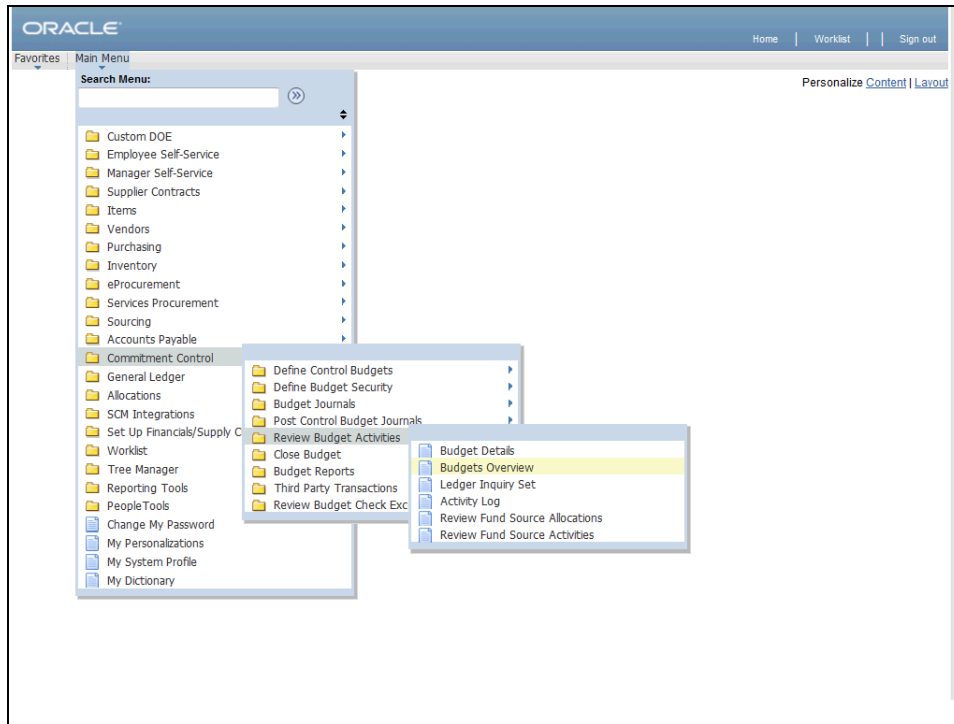 ORACLE
Home | Worklist | | Sign out
Favorites Main Menu
Personalize Content | Layout
Search Menu:
Custom DOE
Employee Self-Service
Manager Self-Service
Supplier Contracts
Items
Vendors
Purchasing
Inventory
eProcurement
Services Procurement
Sourcing
Accounts Payable
Commitment Control
General Ledger
Allocations
SCM Integrations
Set Up Financials/Supply C
Worklist
Tree Manager
Reporting Tools
PeopleTools
Change My Password
My Personalizations
My System Profile
My Dictionary
Define Control Budgets
Define Budget Security
Budget Journals
Post Control Budget Journals
Review Budget Activities
Close Budget
Budget Reports
Third Party Transactions
Review Budget Check Exc
Budget Details
Budgets Overview
Ledger Inquiry Set
Activity Log
Review Fund Source Allocations
Review Fund Source Activities